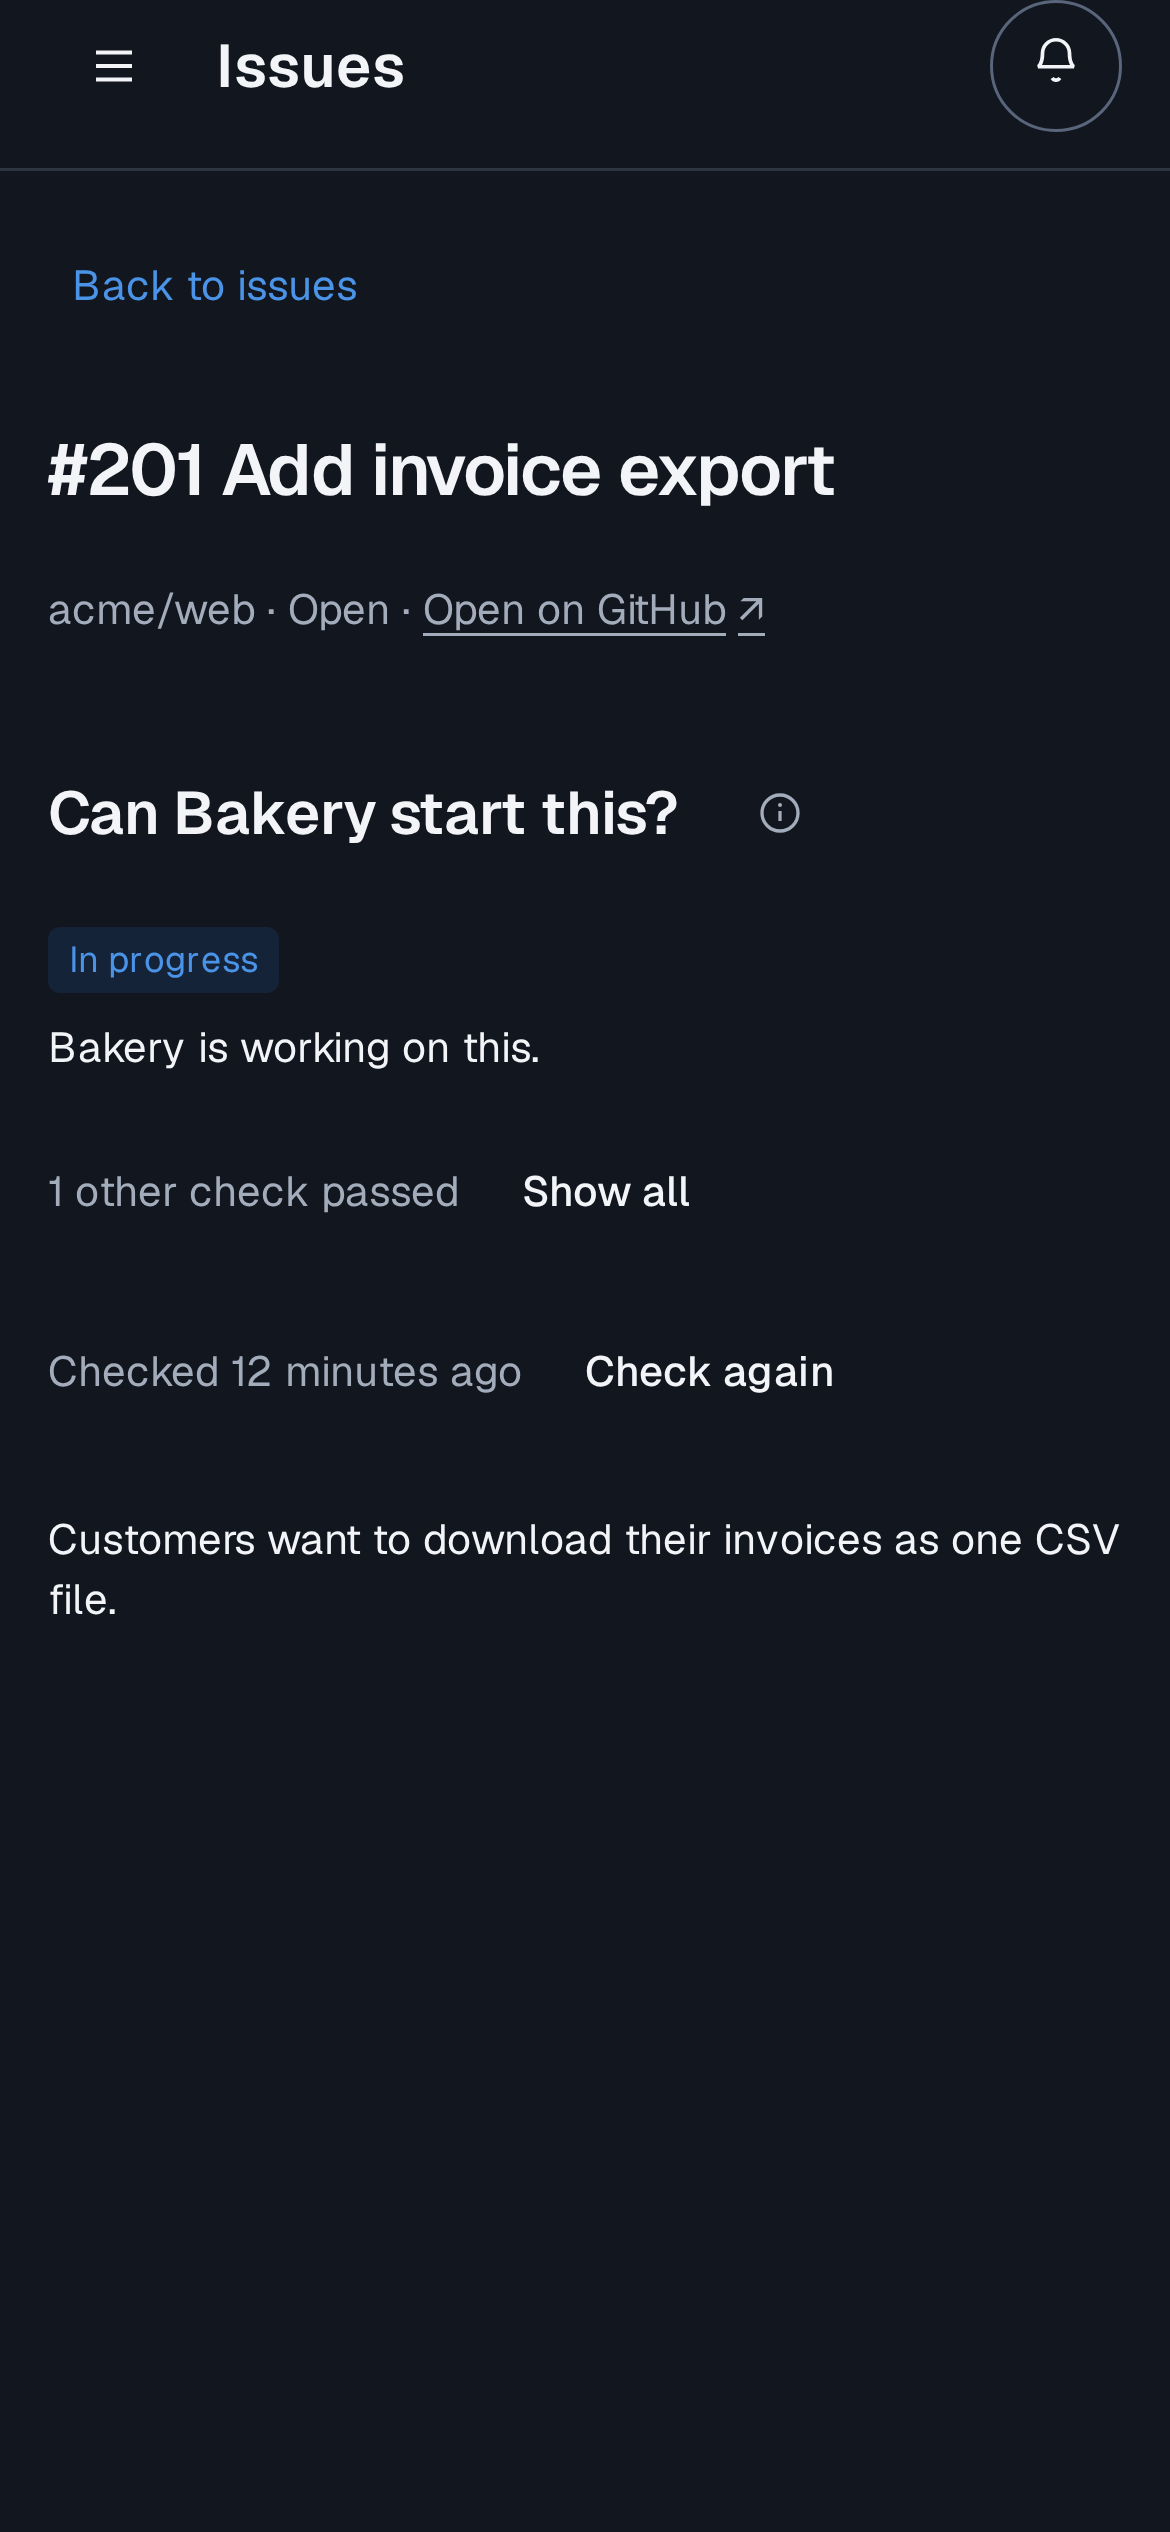 Issues
Back to issues
#201 Add invoice export
acme/web · Open · Open on GitHub ↗
Can Bakery start this?
In progress
Bakery is working on this.
1 other check passed Show all
Checked 12 minutes ago Check again
Customers want to download their invoices as one CSV
file.